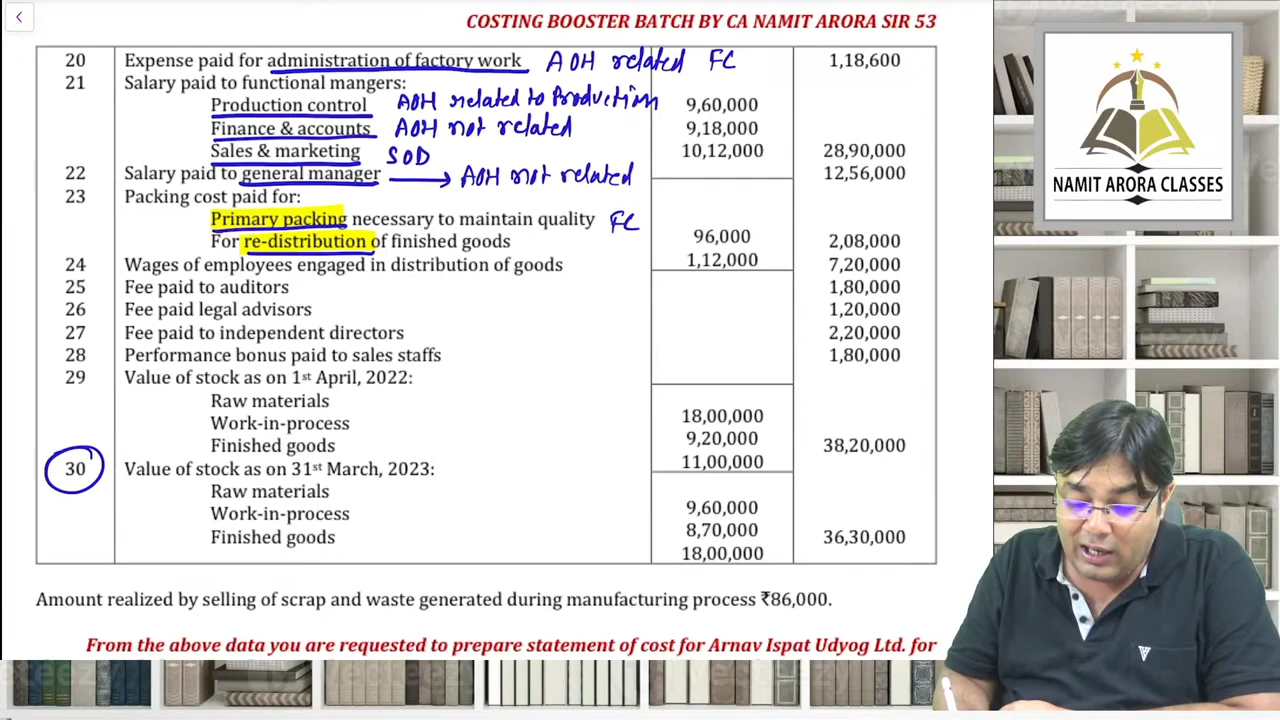 COSTING BOOSTER BATCH BY CA NAMIT ARORA SIR 53
20 Expense paid for administration of factory work AOH related FC 1,18,600
21 Salary paid to functional mangers:
Production control AOH related to Production 9,60,000
Finance & accounts AOH not related 9,18,000
Sales & marketing SOD 10,12,000 28,90,000
22 Salary paid to general manager AOH not related 12,56,000
23 Packing cost paid for:
Primary packing necessary to maintain quality FC
For re-distribution of finished goods 96,000 2,08,000
24 Wages of employees engaged in distribution of goods 1,12,000 7,20,000
25 Fee paid to auditors 1,80,000
26 Fee paid legal advisors 1,20,000
27 Fee paid to independent directors 2,20,000
28 Performance bonus paid to sales staffs 1,80,000
29 Value of stock as on 1st April, 2022:
Raw materials
Work-in-process 18,00,000
Finished goods 9,20,000 38,20,000
30 Value of stock as on 31st March, 2023: 11,00,000
Raw materials
Work-in-process 9,60,000
Finished goods 8,70,000 36,30,000
18,00,000
Amount realized by selling of scrap and waste generated during manufacturing process ₹86,000.
From the above data you are requested to prepare statement of cost for Arnav Ispat Udyog Ltd. for
NAMIT ARORA CLASSES